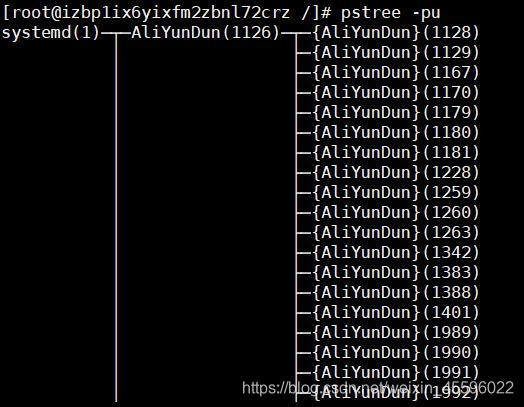 [root@izbp1ix6yixfm2zbnl72crz /]# pstree -pu
systemd(1)─┬─AliYunDun(1126)─┬─{AliYunDun}(1128)
│ ├─{AliYunDun}(1129)
│ ├─{AliYunDun}(1167)
│ ├─{AliYunDun}(1170)
│ ├─{AliYunDun}(1179)
│ ├─{AliYunDun}(1180)
│ ├─{AliYunDun}(1181)
│ ├─{AliYunDun}(1228)
│ ├─{AliYunDun}(1259)
│ ├─{AliYunDun}(1260)
│ ├─{AliYunDun}(1263)
│ ├─{AliYunDun}(1342)
│ ├─{AliYunDun}(1383)
│ ├─{AliYunDun}(1388)
│ ├─{AliYunDun}(1401)
│ ├─{AliYunDun}(1989)
│ ├─{AliYunDun}(1990)
│ ├─{AliYunDun}(1991)
│ ├─{AliYunDun}(1992)
https://blog.csdn.net/weixin_45596022